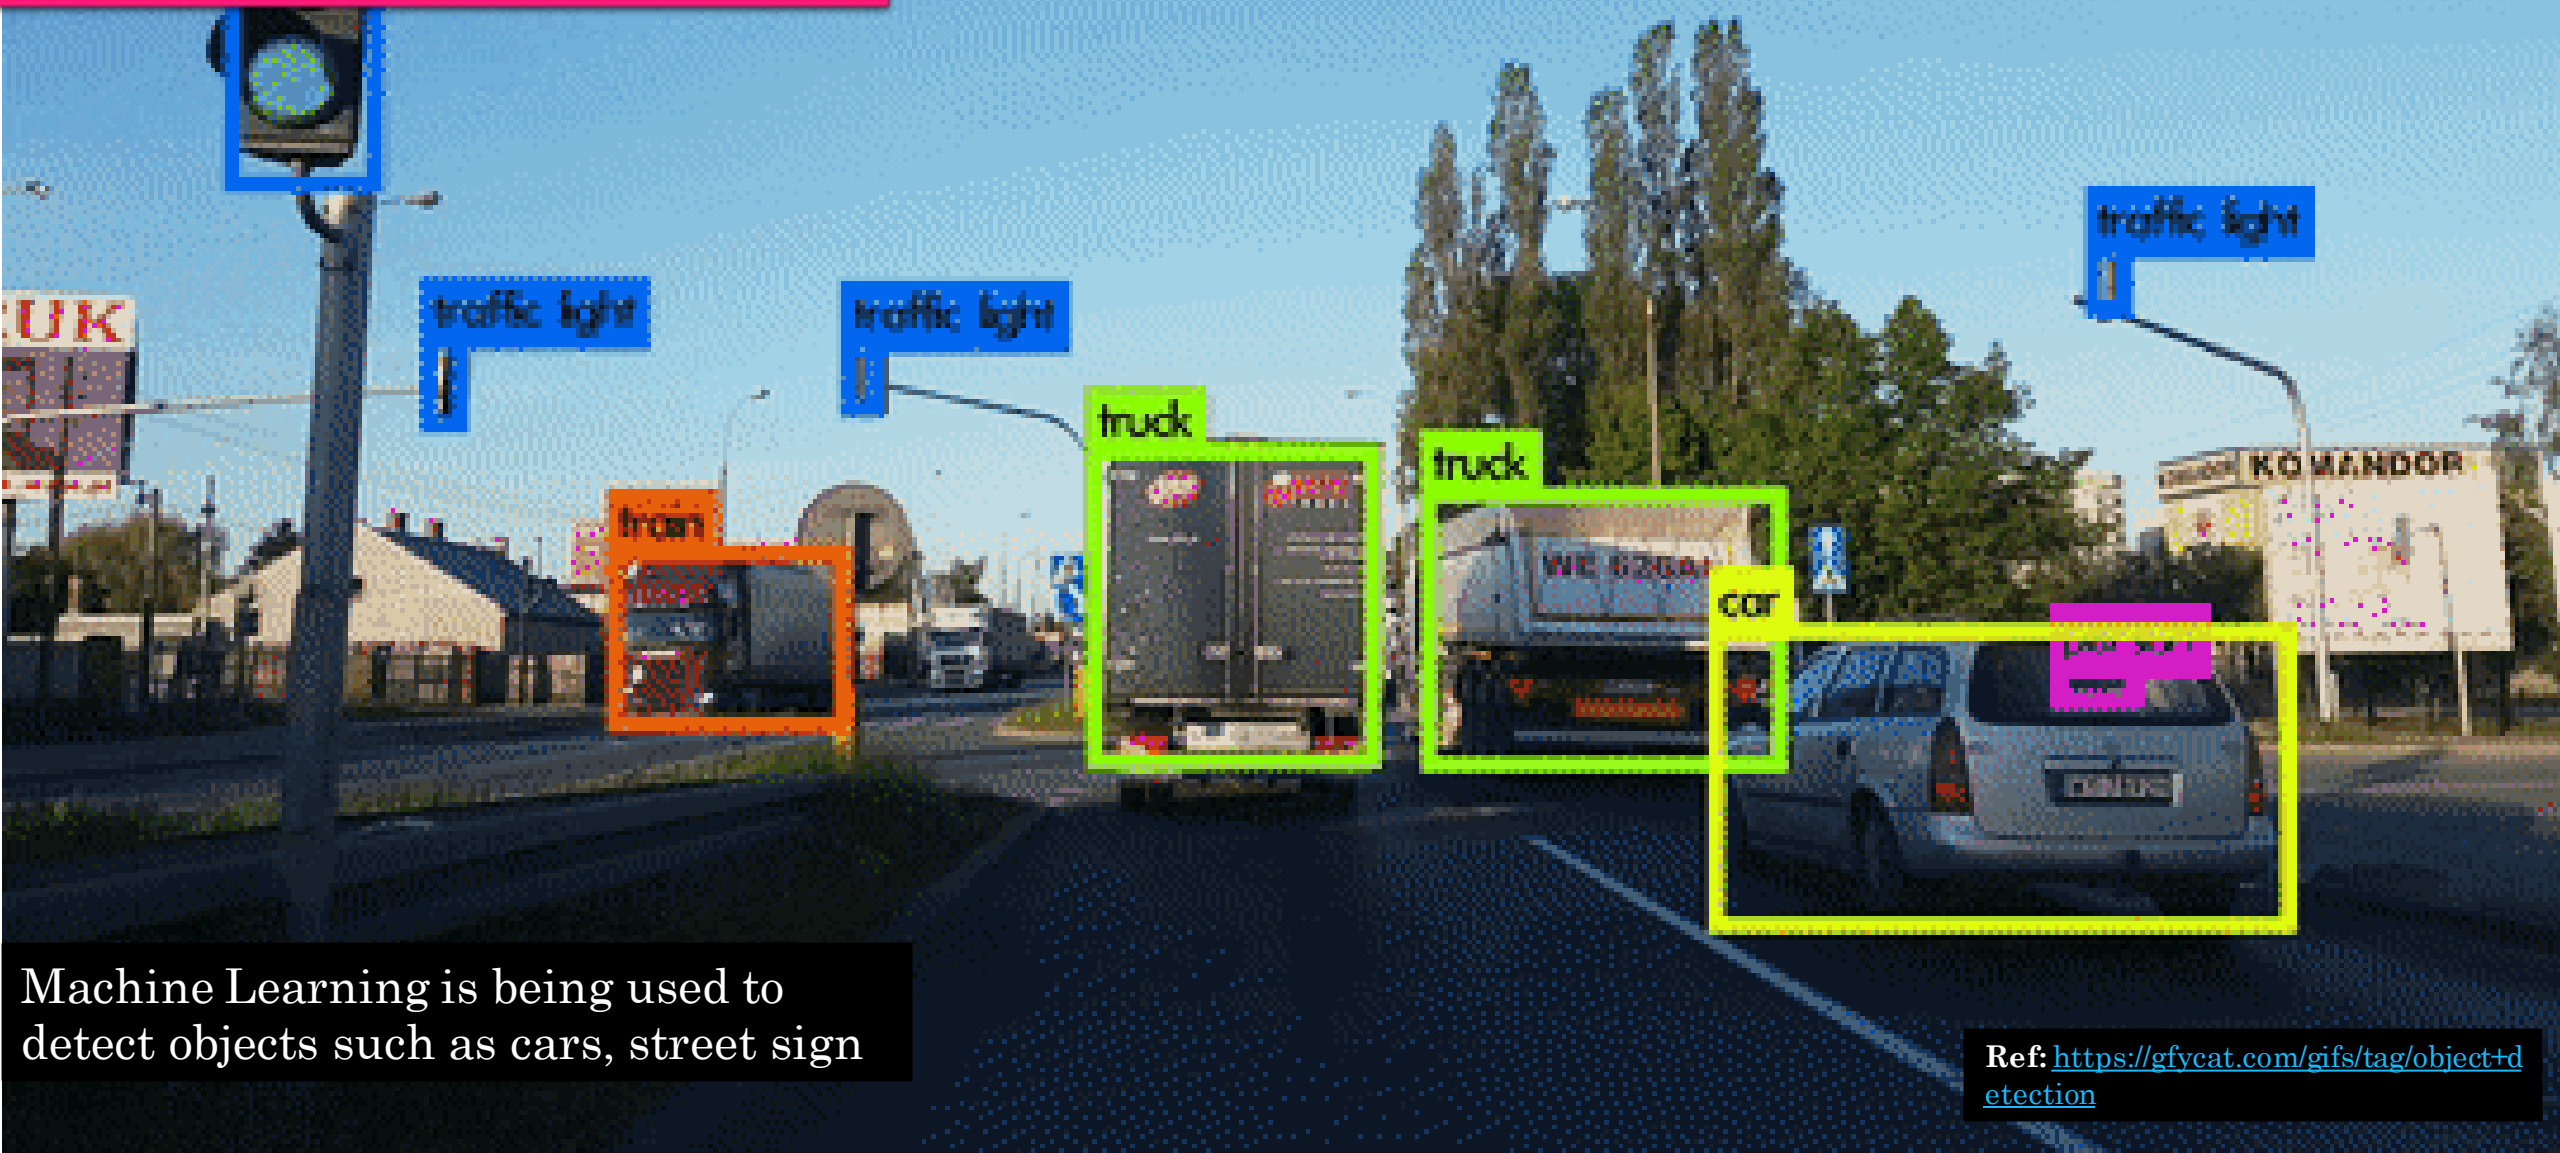 traffic light
UK
traffic light
traffic light
truck
truck
KOMANDOR
train
car
Machine Learning is being used to
detect objects such as cars, street sign
Ref: https://gfycat.com/gifs/tag/object+d
etection